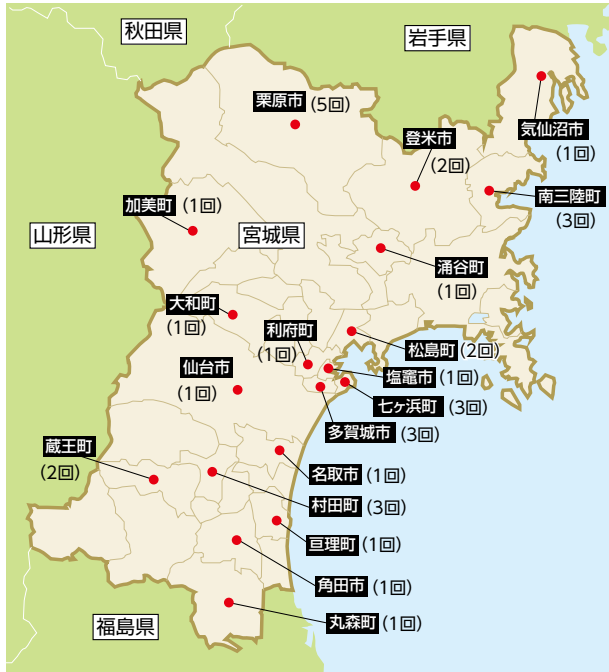 秋田県
岩手県
栗原市 (5回)
登米市
(2回)
気仙沼市
(1回)
南三陸町
(3回)
加美町 (1回)
山形県
宮城県
涌谷町
(1回)
大和町
(1回)
利府町
(1回)
松島町 (2回)
仙台市
(1回)
塩竈市 (1回)
七ヶ浜町 (3回)
多賀城市 (3回)
蔵王町
(2回)
名取市 (1回)
村田町 (3回)
亘理町 (1回)
角田市 (1回)
丸森町 (1回)
福島県